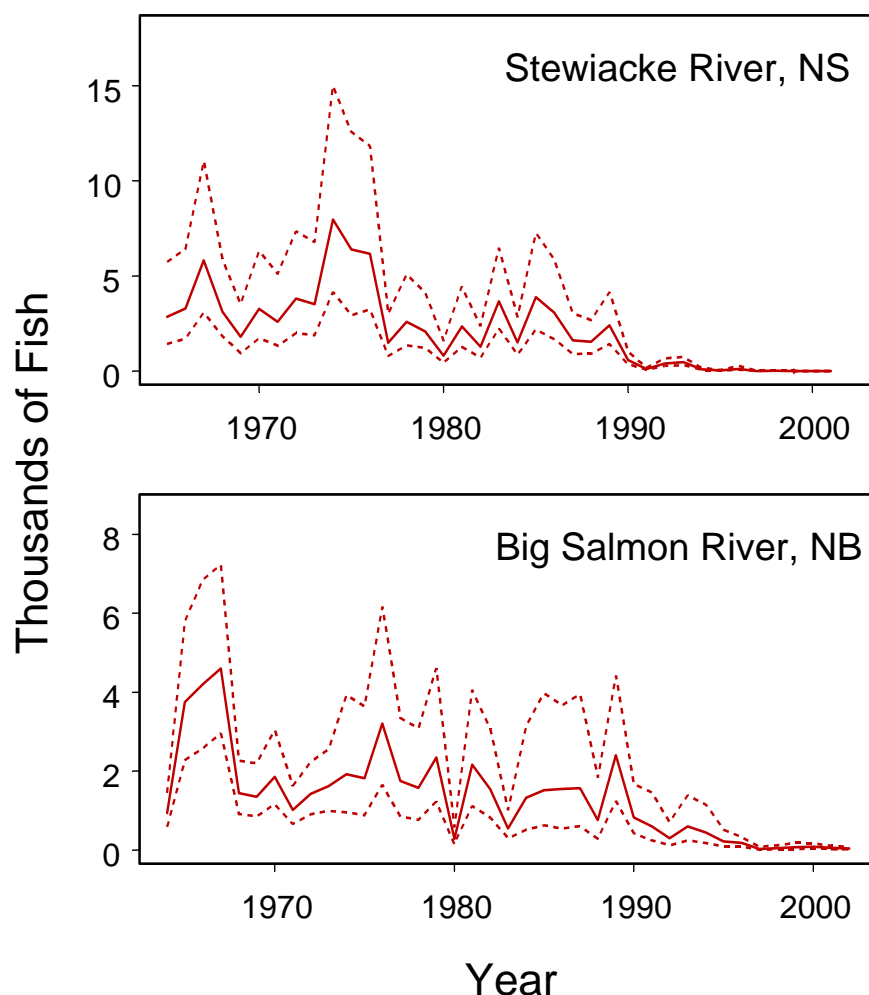 Stewiacke River, NS
15
10
5
0
1970 1980 1990 2000
Thousands of Fish
Big Salmon River, NB
8
6
4
2
0
1970 1980 1990 2000
Year